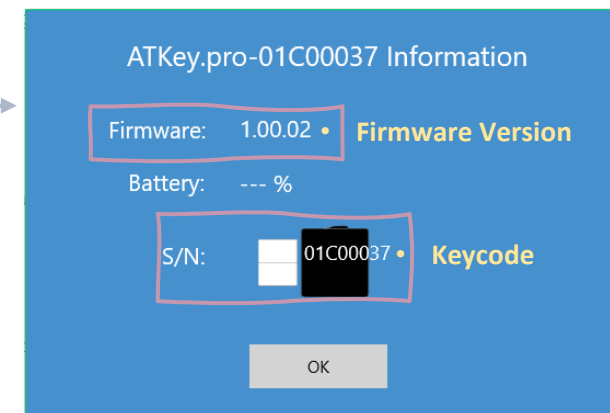 ATKey.pro-01C00037 Information
Firmware: 1.00.02 • Firmware Version
Battery: --- %
S/N: 01C00037 • Keycode
OK